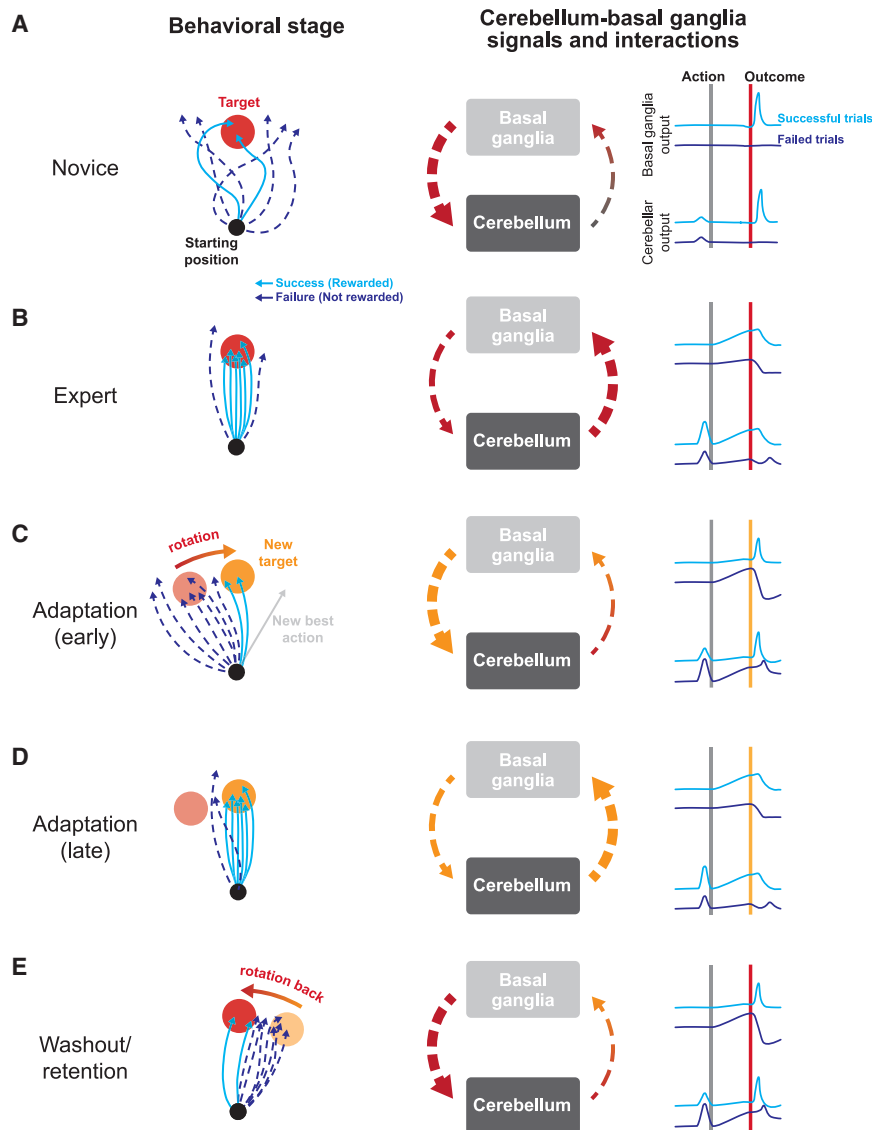 A
Behavioral stage
Cerebellum-basal ganglia
signals and interactions
Novice
Target
Starting
position
Success (Rewarded)
Failure (Not rewarded)
Basal
ganglia
Cerebellum
Action
Outcome
Basal ganglia
output
Successful trials
Failed trials
Cerebellar
output
B
Expert
Basal
ganglia
Cerebellum
C
Adaptation
(early)
rotation
New
target
New best
action
Basal
ganglia
Cerebellum
D
Adaptation
(late)
Basal
ganglia
Cerebellum
E
Washout/
retention
rotation back
Basal
ganglia
Cerebellum